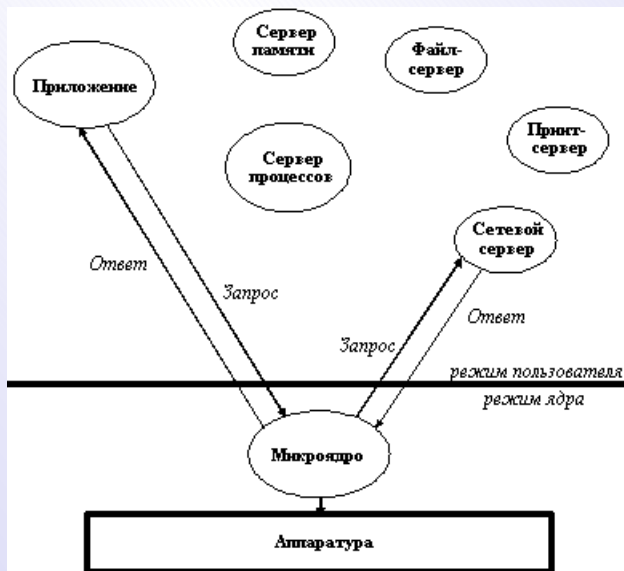 Сервер
памяти
Файл-
сервер
Приложение
Принт-
сервер
Сервер
процессов
Сетевой
сервер
Ответ
Запрос
Запрос
Ответ
режим пользователя
режим ядра
Микроядро
Аппаратура